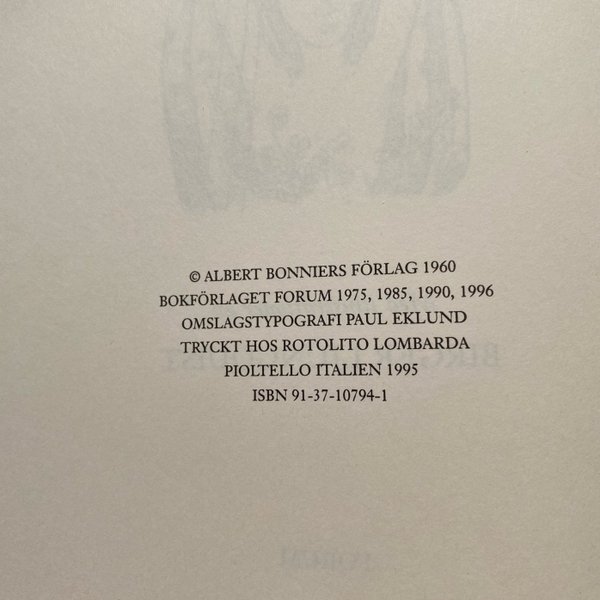 © ALBERT BONNIERS FÖRLAG 1960
BOKFÖRLAGET FORUM 1975, 1985, 1990, 1996
OMSLAGSTYPOGRAFI PAUL EKLUND
TRYCKT HOS ROTOLITO LOMBARDA
PIOLTELLO ITALIEN 1995
ISBN 91-37-10794-1